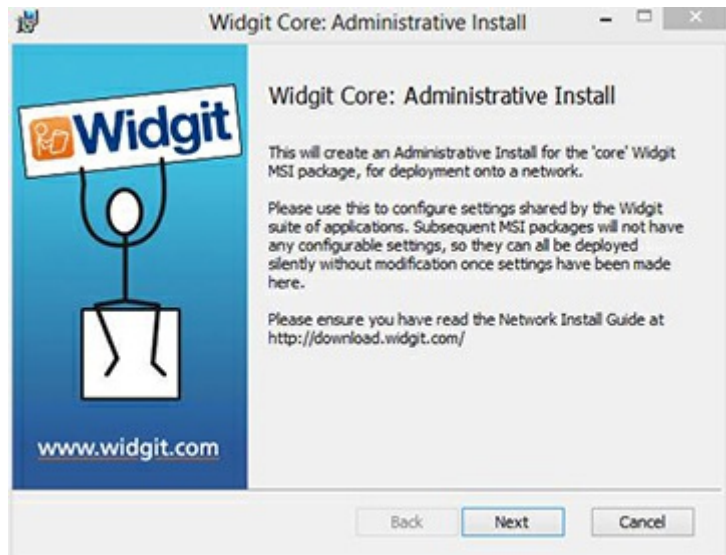 Widgit Core: Administrative Install
Widgit
Widgit Core: Administrative Install
This will create an Administrative Install for the 'core' Widgit
MSI package, for deployment onto a network.
Please use this to configure settings shared by the Widgit
suite of applications. Subsequent MSI packages will not have
any configurable settings, so they can all be deployed
silently without modification once settings have been made
here.
Please ensure you have read the Network Install Guide at
http://download.widgit.com/
www.widgit.com
Back
Next
Cancel